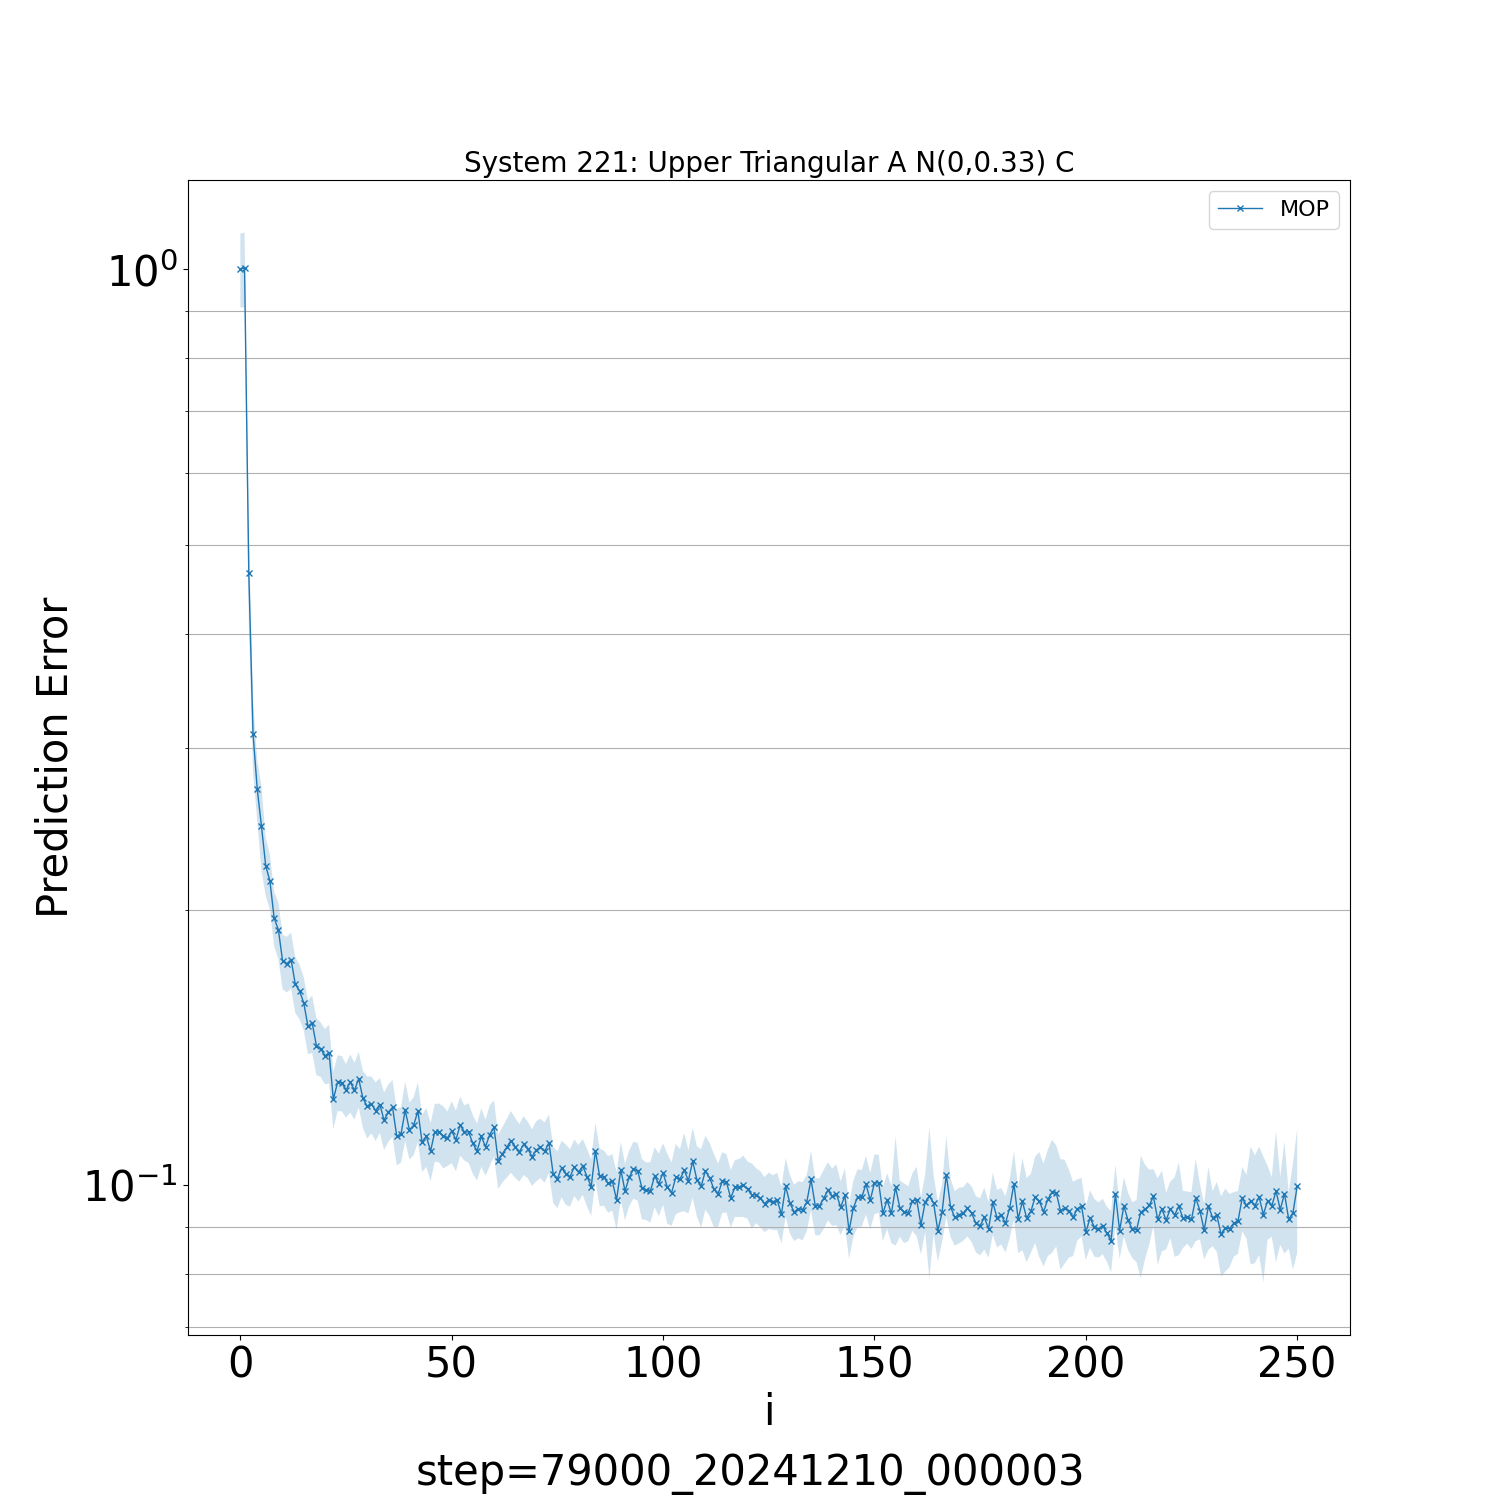 System 221: Upper Triangular A N(0,0.33) C
MOP
10⁰
10⁻¹
Prediction Error
0 50 100 150 200 250
i
step=79000_20241210_000003